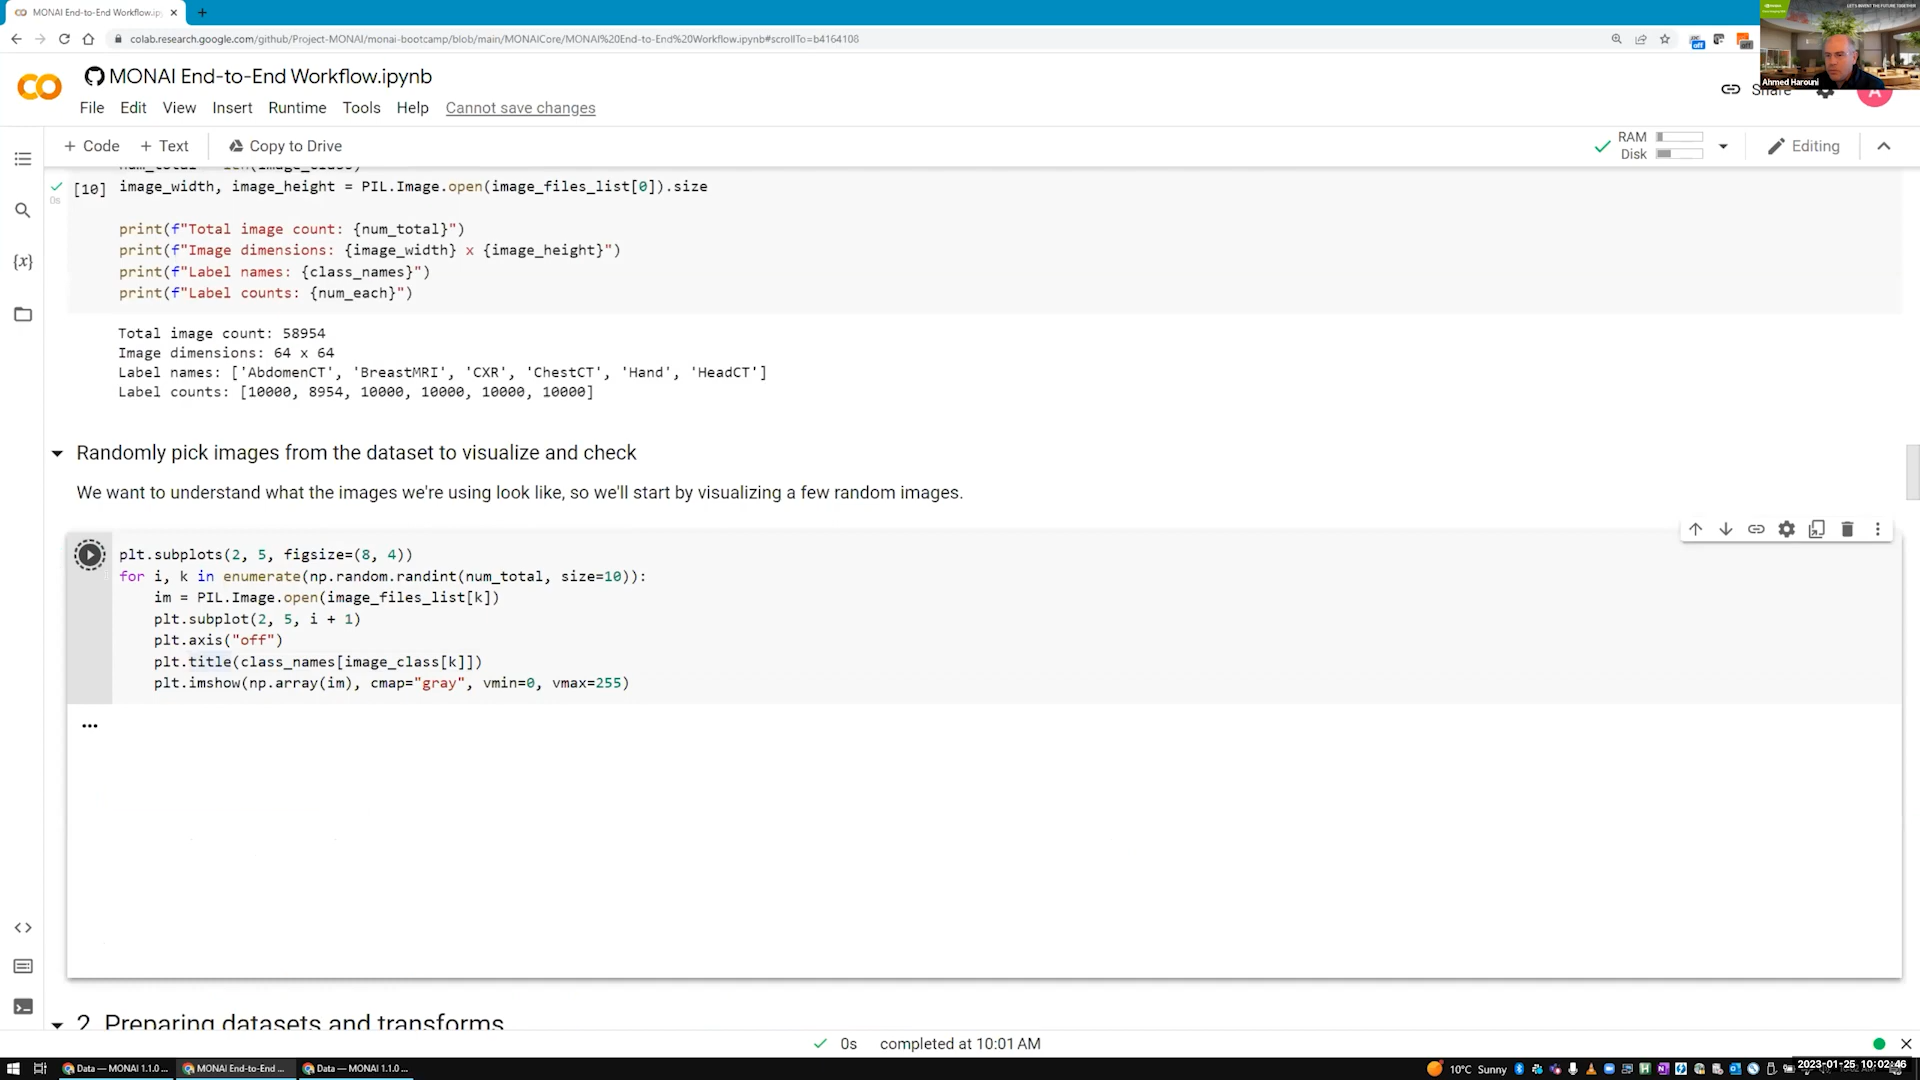 MONAI End-to-End Workflow.ip
colab.research.google.com/github/Project-MONAI/monai-bootcamp/blob/main/MONAICore/MONAI%20End-to-End%20Workflow.ipynb#scrollTo=b4164108
LET'S INVENT THE FUTURE TOGETHER
Ahmed Harouni
MONAI End-to-End Workflow.ipynb
Share
A
File Edit View Insert Runtime Tools Help Cannot save changes
+ Code + Text Copy to Drive
RAM
Disk
Editing
num_total = len(image_class)
[10] image_width, image_height = PIL.Image.open(image_files_list[0]).size
0s
print(f"Total image count: {num_total}")
print(f"Image dimensions: {image_width} x {image_height}")
print(f"Label names: {class_names}")
print(f"Label counts: {num_each}")
Total image count: 58954
Image dimensions: 64 x 64
Label names: ['AbdomenCT', 'BreastMRI', 'CXR', 'ChestCT', 'Hand', 'HeadCT']
Label counts: [10000, 8954, 10000, 10000, 10000, 10000]
Randomly pick images from the dataset to visualize and check
We want to understand what the images we're using look like, so we'll start by visualizing a few random images.
plt.subplots(2, 5, figsize=(8, 4))
for i, k in enumerate(np.random.randint(num_total, size=10)):
im = PIL.Image.open(image_files_list[k])
plt.subplot(2, 5, i + 1)
plt.axis("off")
plt.title(class_names[image_class[k]])
plt.imshow(np.array(im), cmap="gray", vmin=0, vmax=255)
...
2. Preparing datasets and transforms
0s completed at 10:01 AM
Data — MONAI 1.1.0 ... MONAI End-to-End ... Data — MONAI 1.1.0 ...
10°C Sunny
2023-01-25 10:02:46